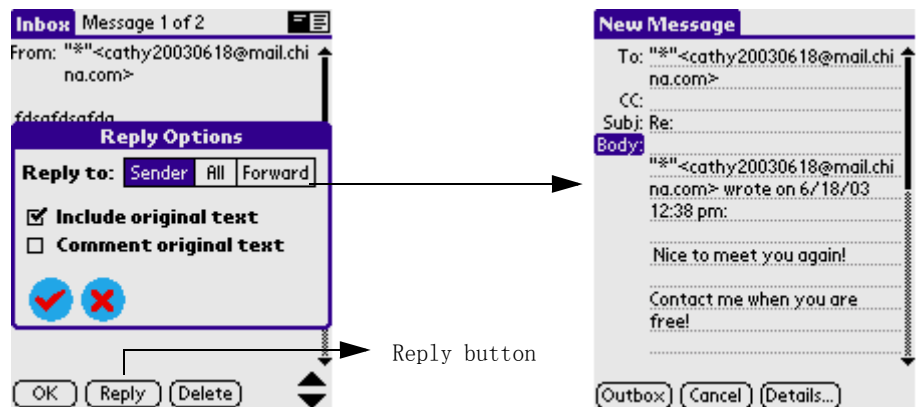 Inbox Message 1 of 2
From: "*"<cathy20030618@mail.chi
na.com>
fdsafdsafda
Reply Options
Reply to: Sender All Forward
Include original text
Comment original text
OK Reply Delete
Reply button
New Message
To: "*"<cathy20030618@mail.chi
na.com>
CC:
Subj: Re:
Body:
"*"<cathy20030618@mail.chi
na.com> wrote on 6/18/03
12:38 pm:
Nice to meet you again!
Contact me when you are
free!
Outbox Cancel Details...